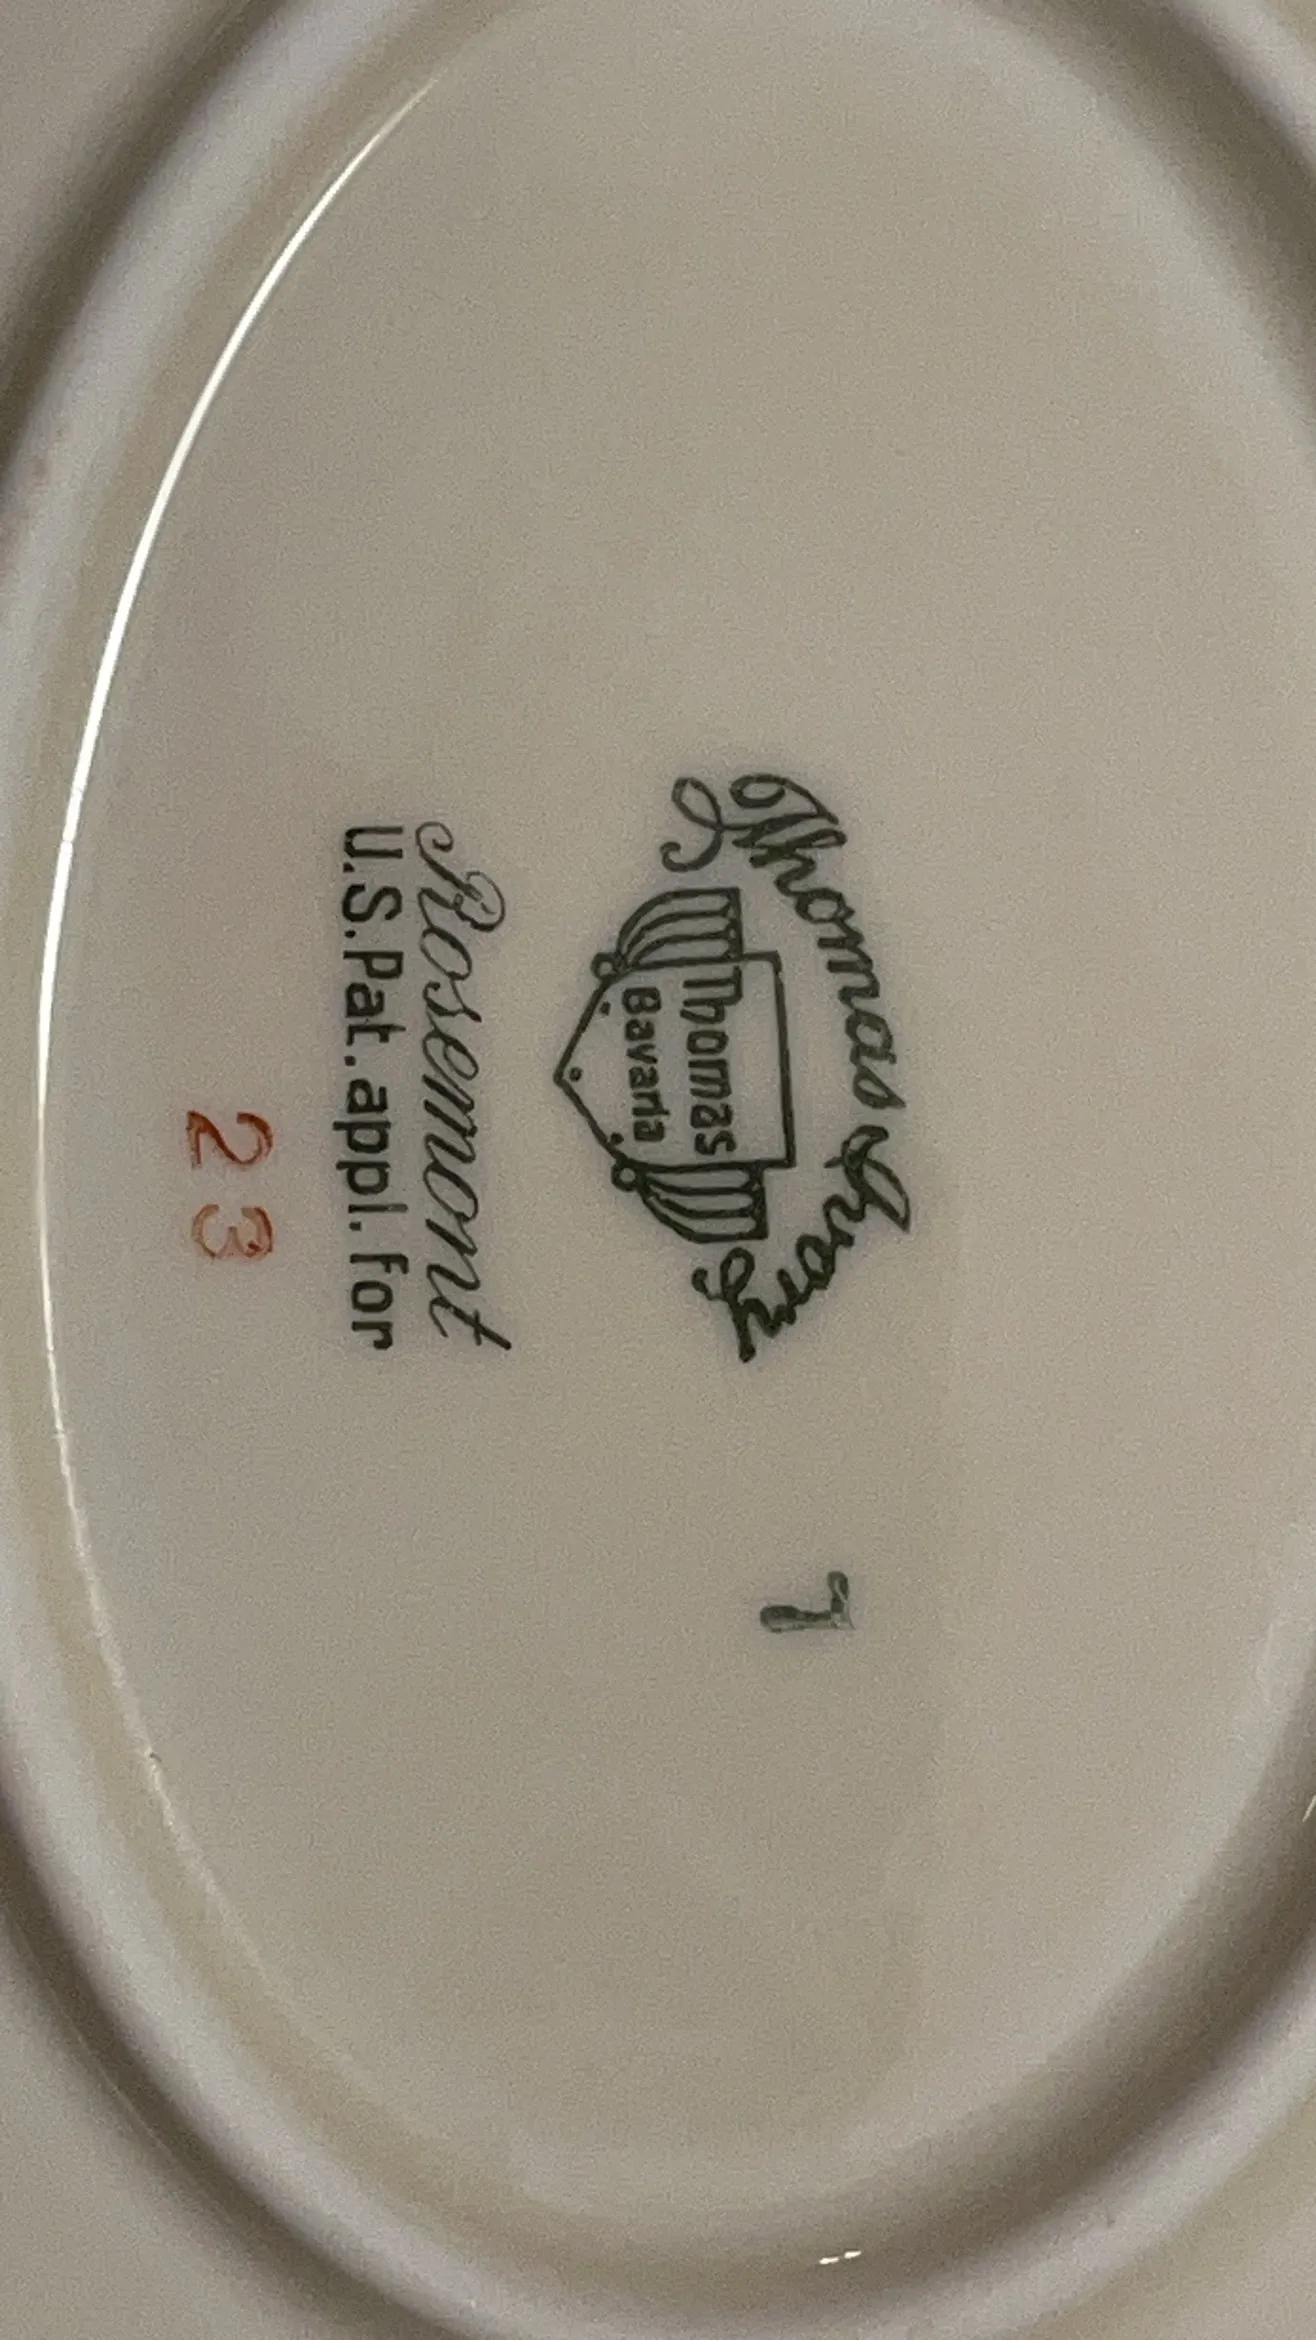 Thomas Ivory
Thomas
Bavaria
7
Rosemont
U.S.Pat.appl.for
23